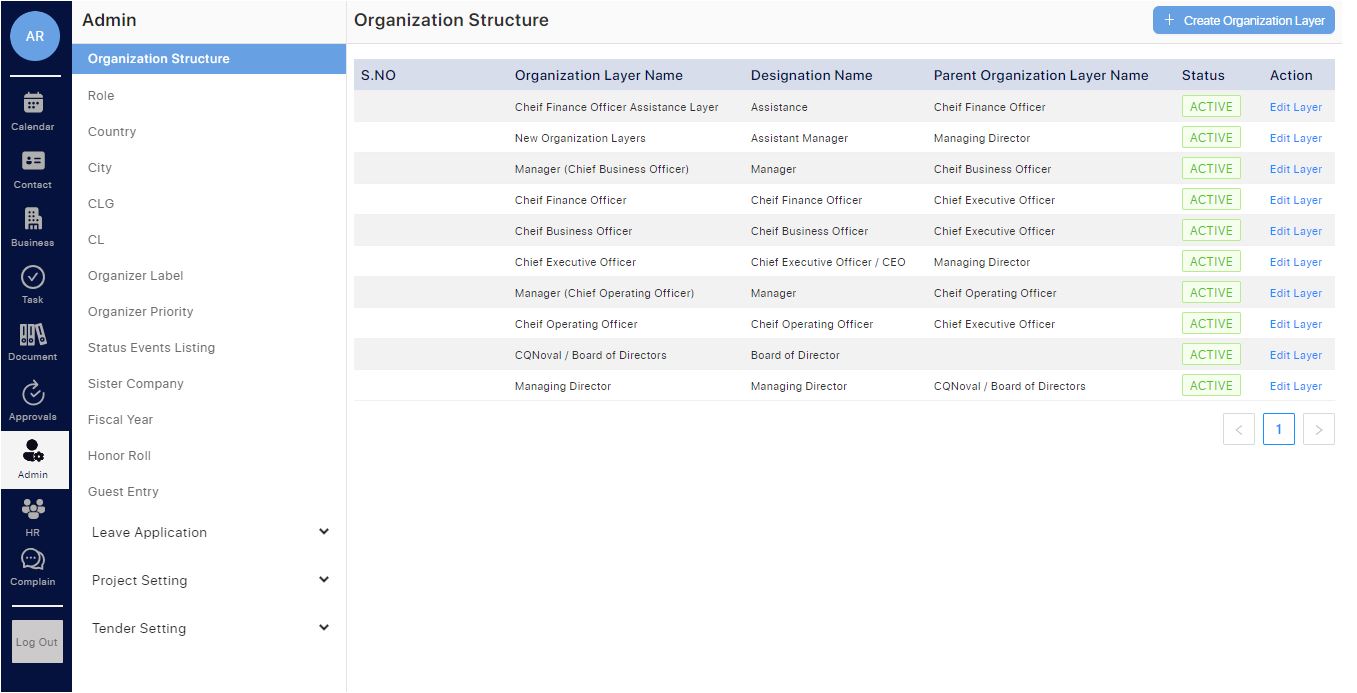 AR
Calendar
Contact
Business
Task
Document
Approvals
Admin
HR
Complain
Log Out
Admin
Organization Structure
Role
Country
City
CLG
CL
Organizer Label
Organizer Priority
Status Events Listing
Sister Company
Fiscal Year
Honor Roll
Guest Entry
Leave Application
Project Setting
Tender Setting
Organization Structure
+ Create Organization Layer
S.NO Organization Layer Name Designation Name Parent Organization Layer Name Status Action
Cheif Finance Officer Assistance Layer Assistance Cheif Finance Officer ACTIVE Edit Layer
New Organization Layers Assistant Manager Managing Director ACTIVE Edit Layer
Manager (Chief Business Officer) Manager Cheif Business Officer ACTIVE Edit Layer
Cheif Finance Officer Cheif Finance Officer Chief Executive Officer ACTIVE Edit Layer
Cheif Business Officer Cheif Business Officer Chief Executive Officer ACTIVE Edit Layer
Chief Executive Officer Chief Executive Officer / CEO Managing Director ACTIVE Edit Layer
Manager (Chief Operating Officer) Manager Cheif Operating Officer ACTIVE Edit Layer
Cheif Operating Officer Cheif Operating Officer Chief Executive Officer ACTIVE Edit Layer
CQNoval / Board of Directors Board of Director ACTIVE Edit Layer
Managing Director Managing Director CQNoval / Board of Directors ACTIVE Edit Layer
< 1 >